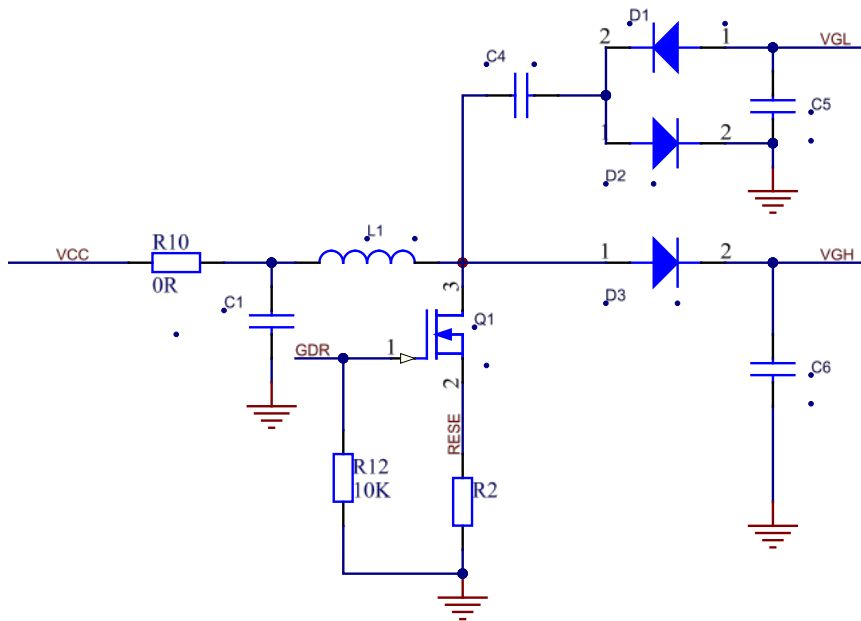 D1
2
1
VGL
C4
C5
1
2
D2
R10
L1
VCC
1
2
VGH
0R
D3
C1
3
Q1
GDR
1
2
C6
RESE
R12
10K
R2